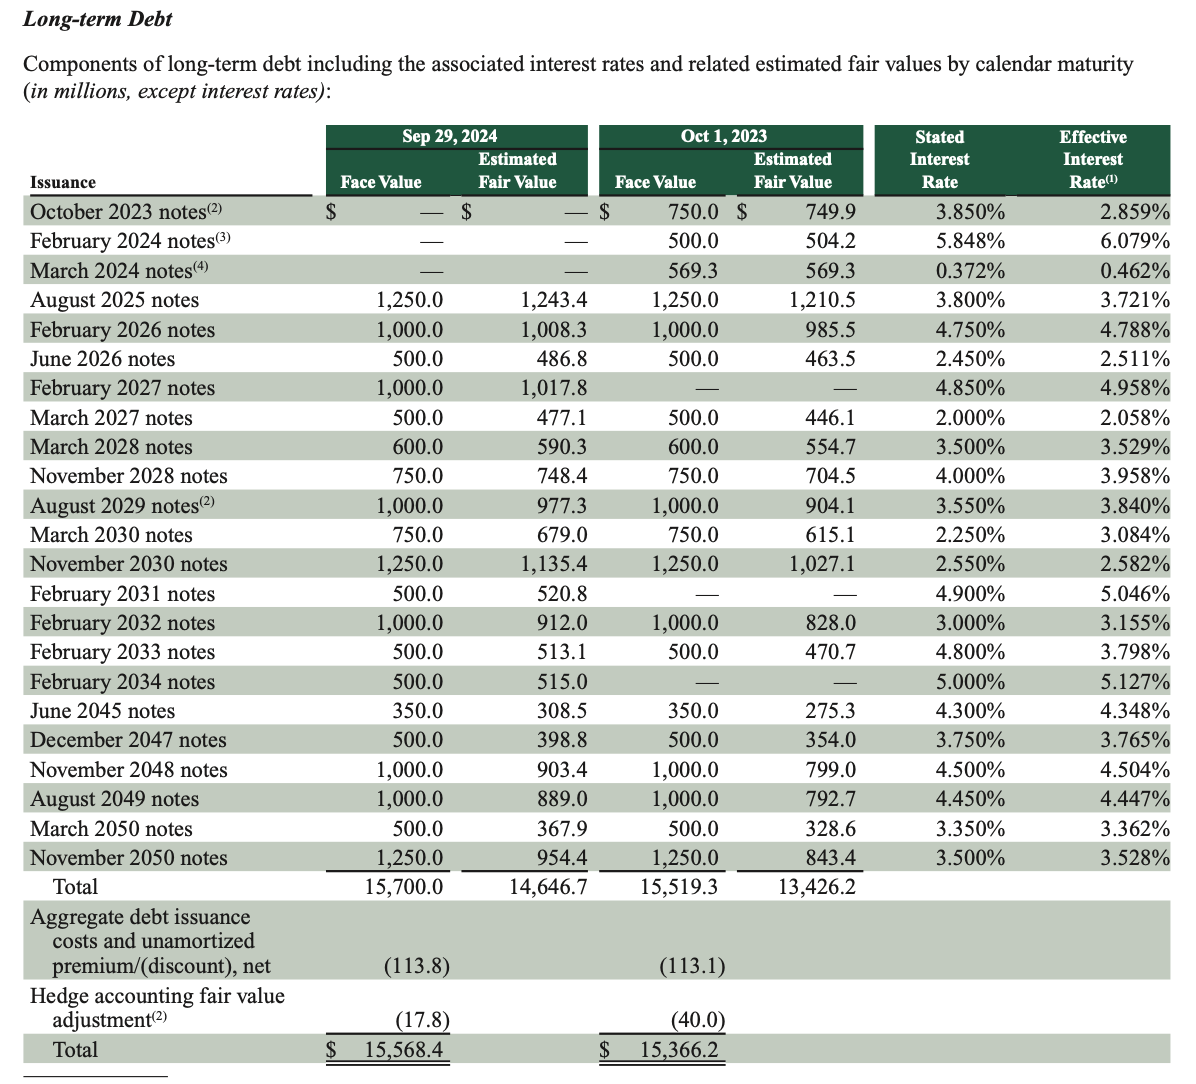 Long-term Debt
Components of long-term debt including the associated interest rates and related estimated fair values by calendar maturity
(in millions, except interest rates):
Sep 29, 2024 Oct 1, 2023 Stated Effective
Estimated Estimated Interest Interest
Issuance Face Value Fair Value Face Value Fair Value Rate Rate(1)
October 2023 notes(2) $ — $ — $ 750.0 $ 749.9 3.850% 2.859%
February 2024 notes(3) — — 500.0 504.2 5.848% 6.079%
March 2024 notes(4) — — 569.3 569.3 0.372% 0.462%
August 2025 notes 1,250.0 1,243.4 1,250.0 1,210.5 3.800% 3.721%
February 2026 notes 1,000.0 1,008.3 1,000.0 985.5 4.750% 4.788%
June 2026 notes 500.0 486.8 500.0 463.5 2.450% 2.511%
February 2027 notes 1,000.0 1,017.8 — — 4.850% 4.958%
March 2027 notes 500.0 477.1 500.0 446.1 2.000% 2.058%
March 2028 notes 600.0 590.3 600.0 554.7 3.500% 3.529%
November 2028 notes 750.0 748.4 750.0 704.5 4.000% 3.958%
August 2029 notes(2) 1,000.0 977.3 1,000.0 904.1 3.550% 3.840%
March 2030 notes 750.0 679.0 750.0 615.1 2.250% 3.084%
November 2030 notes 1,250.0 1,135.4 1,250.0 1,027.1 2.550% 2.582%
February 2031 notes 500.0 520.8 — — 4.900% 5.046%
February 2032 notes 1,000.0 912.0 1,000.0 828.0 3.000% 3.155%
February 2033 notes 500.0 513.1 500.0 470.7 4.800% 3.798%
February 2034 notes 500.0 515.0 — — 5.000% 5.127%
June 2045 notes 350.0 308.5 350.0 275.3 4.300% 4.348%
December 2047 notes 500.0 398.8 500.0 354.0 3.750% 3.765%
November 2048 notes 1,000.0 903.4 1,000.0 799.0 4.500% 4.504%
August 2049 notes 1,000.0 889.0 1,000.0 792.7 4.450% 4.447%
March 2050 notes 500.0 367.9 500.0 328.6 3.350% 3.362%
November 2050 notes 1,250.0 954.4 1,250.0 843.4 3.500% 3.528%
Total 15,700.0 14,646.7 15,519.3 13,426.2
Aggregate debt issuance
costs and unamortized
premium/(discount), net (113.8) (113.1)
Hedge accounting fair value
adjustment(2) (17.8) (40.0)
Total $ 15,568.4 $ 15,366.2